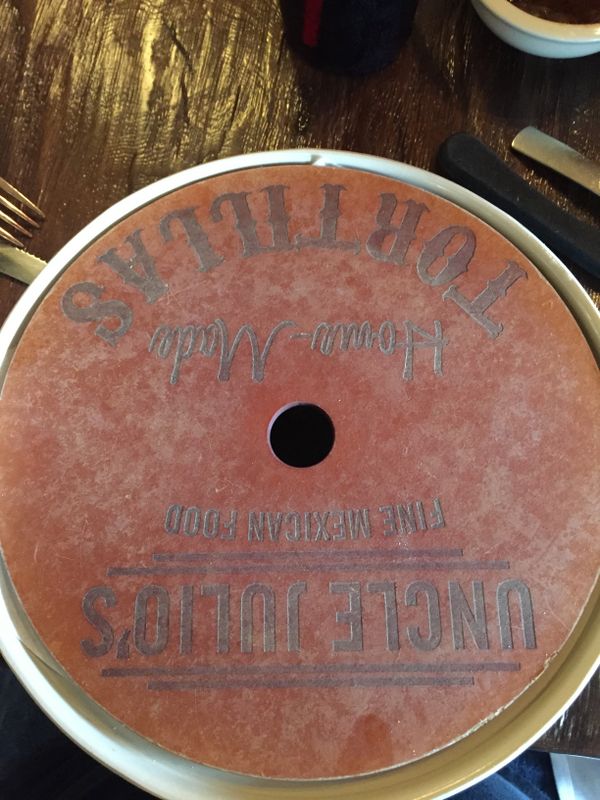 UNCLE JULIO'S
FINE MEXICAN FOOD
Home-Made
TORTILLAS